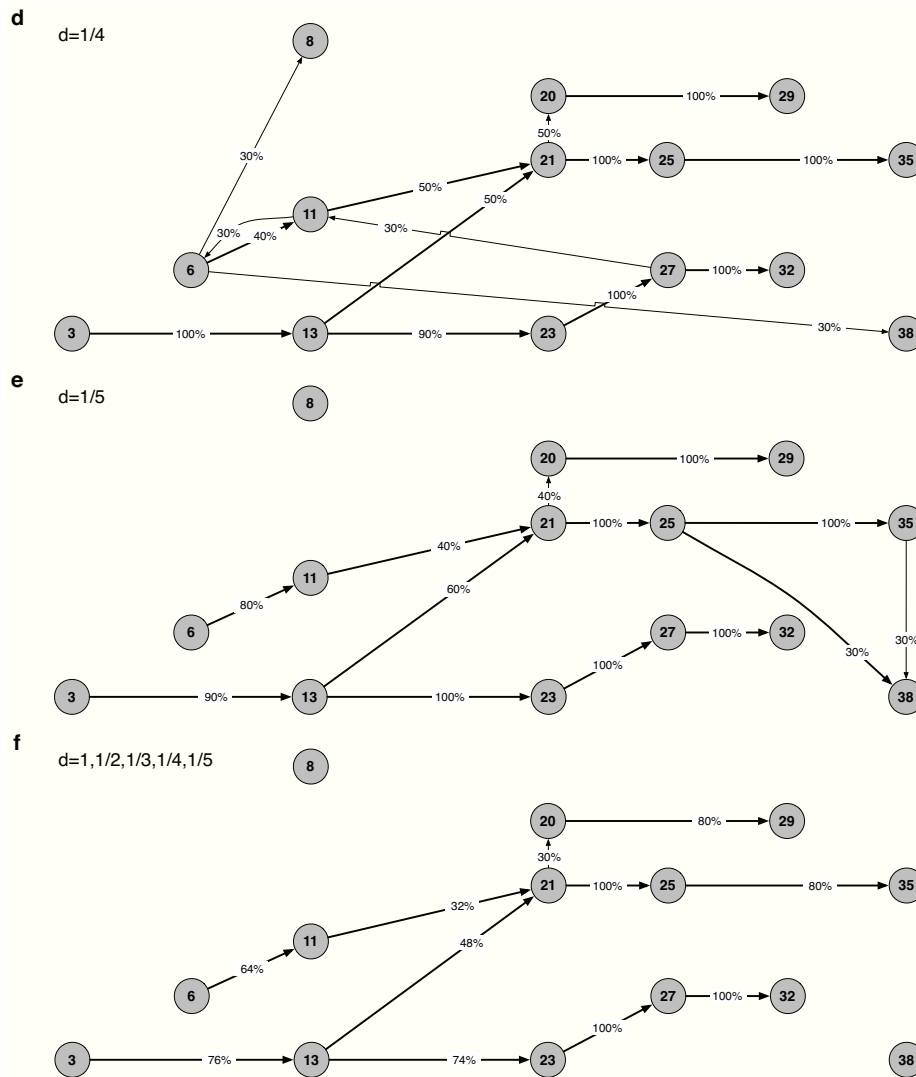 d
d=1/4
8
20 100% 29
50%
21 100% 25 100% 35
30%
50%
50%
11
30% 40% 30%
6 27 100% 32
100%
3 100% 13 90% 23 30% 38
e
d=1/5
8
20 100% 29
40%
21 100% 25 100% 35
40%
11 60%
80%
6 27 100% 32
30% 30%
100%
3 90% 13 100% 23 38
f
d=1,1/2,1/3,1/4,1/5
8
20 80% 29
30%
21 100% 25 80% 35
32%
11 48%
64%
6 27 100% 32
100%
3 76% 13 74% 23 38